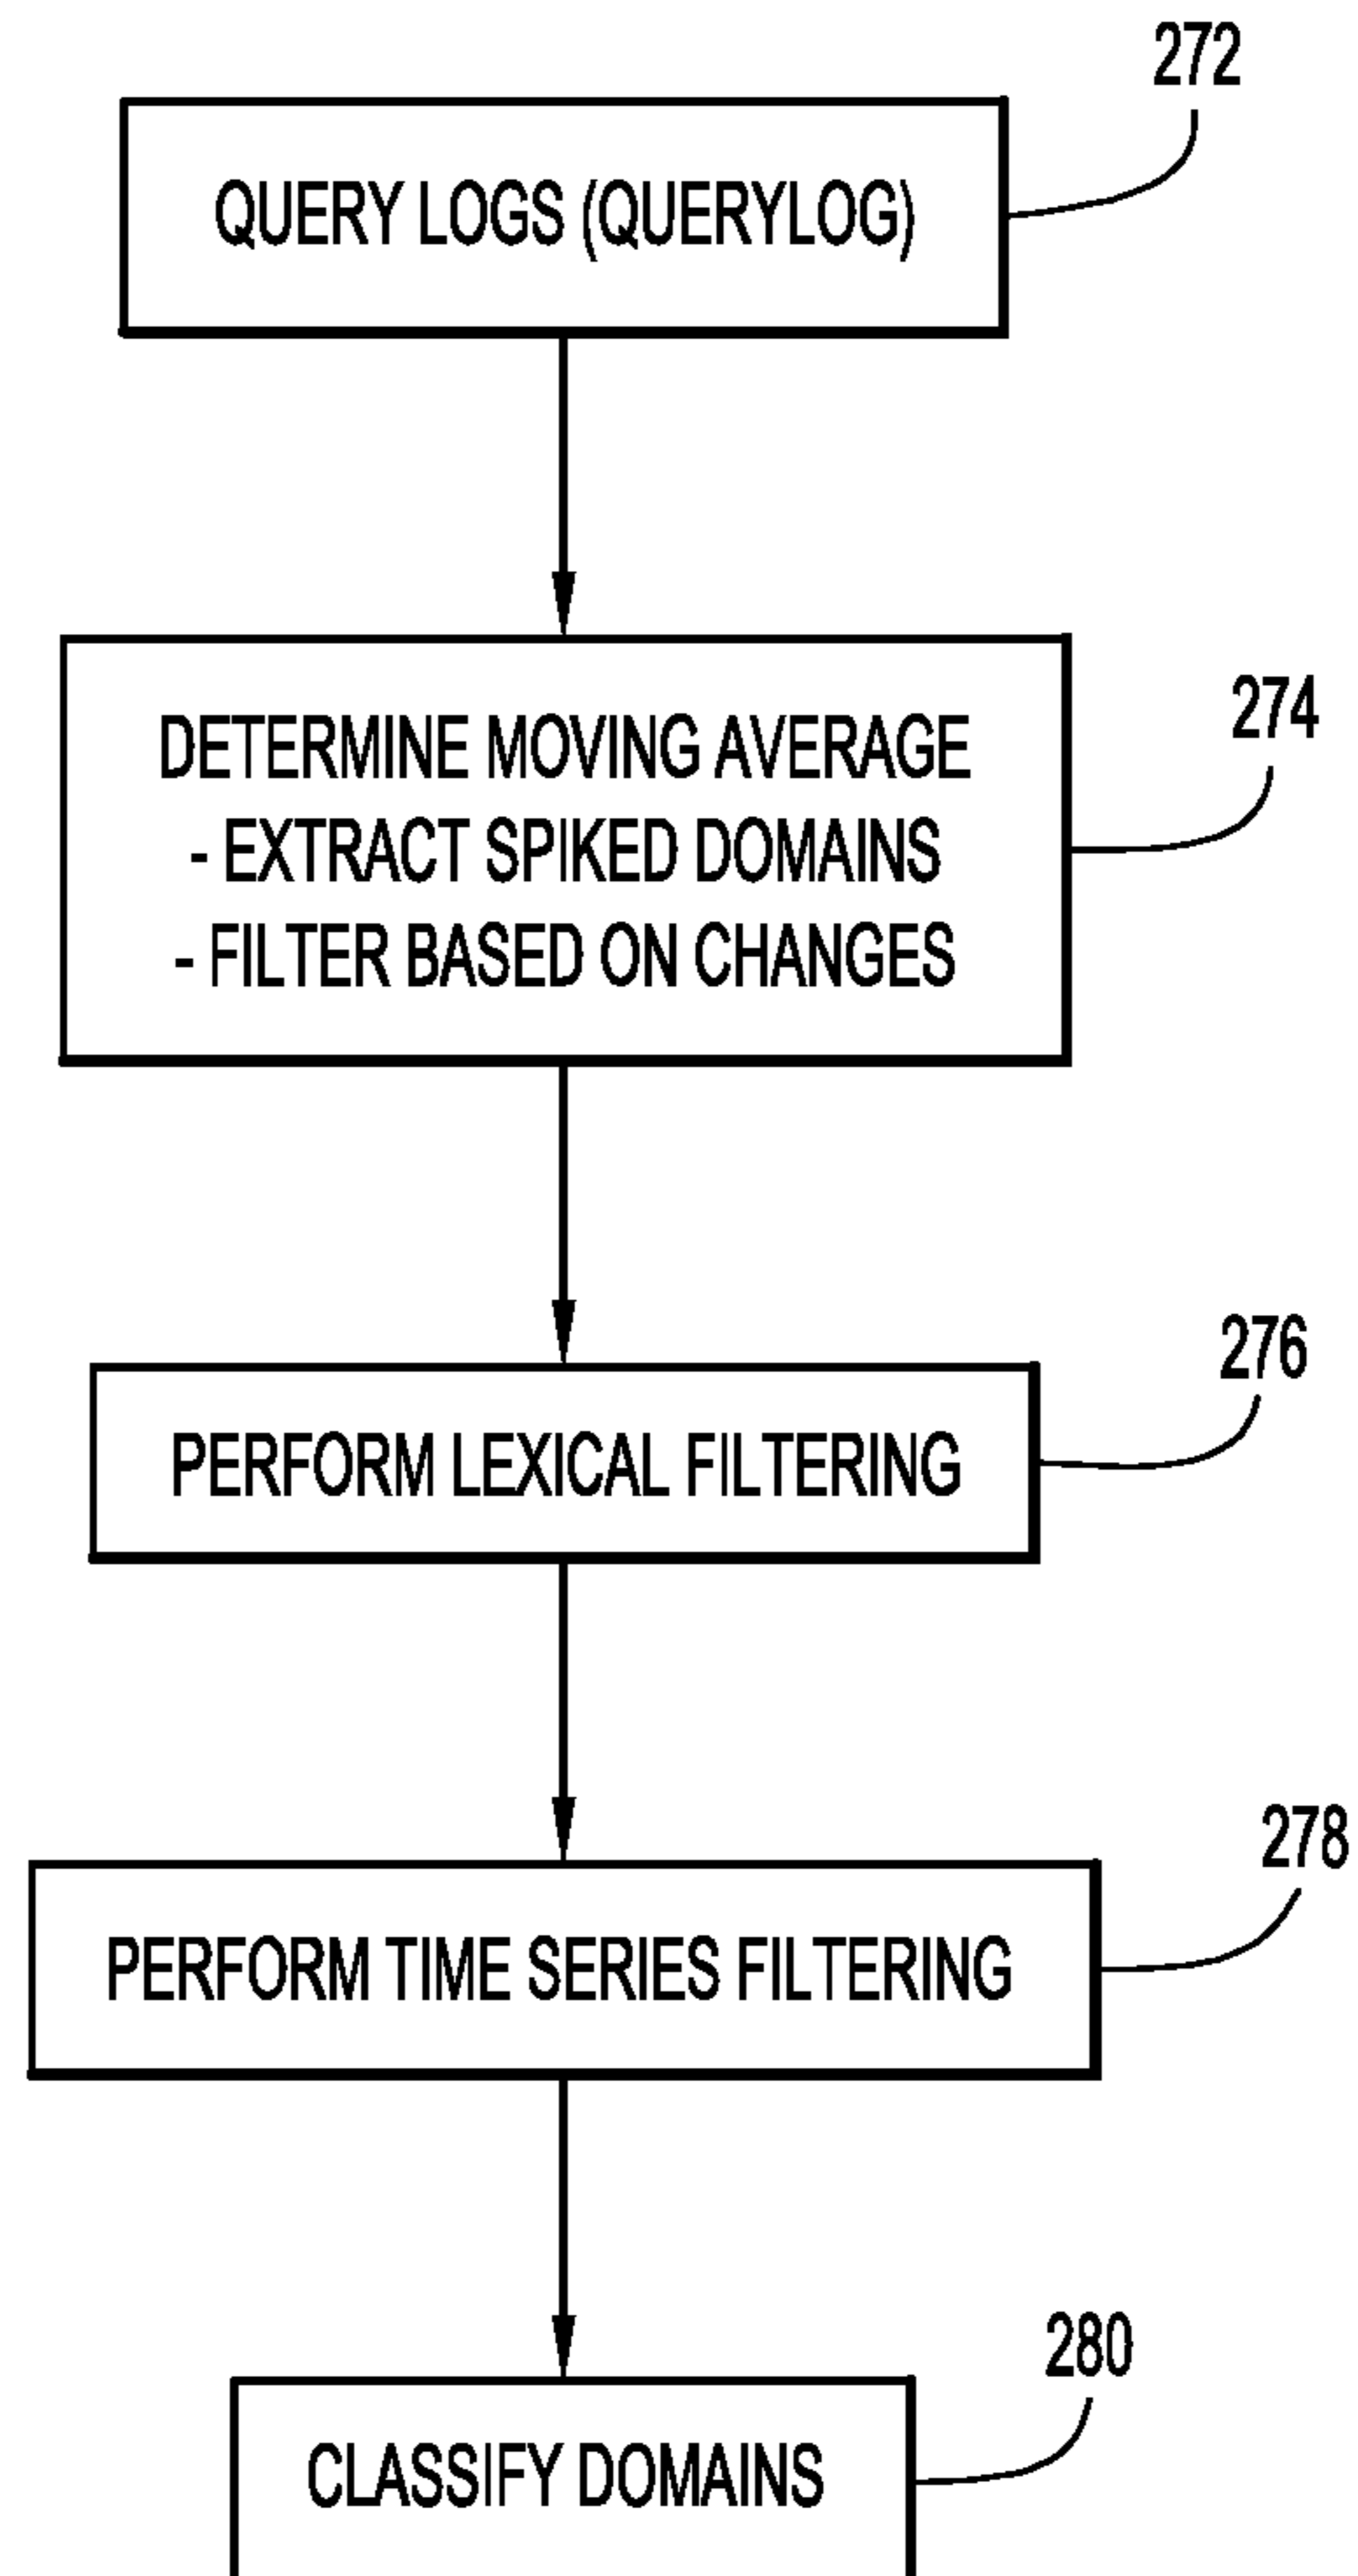 272
QUERY LOGS (QUERYLOG)
274
DETERMINE MOVING AVERAGE
- EXTRACT SPIKED DOMAINS
- FILTER BASED ON CHANGES
276
PERFORM LEXICAL FILTERING
278
PERFORM TIME SERIES FILTERING
280
CLASSIFY DOMAINS